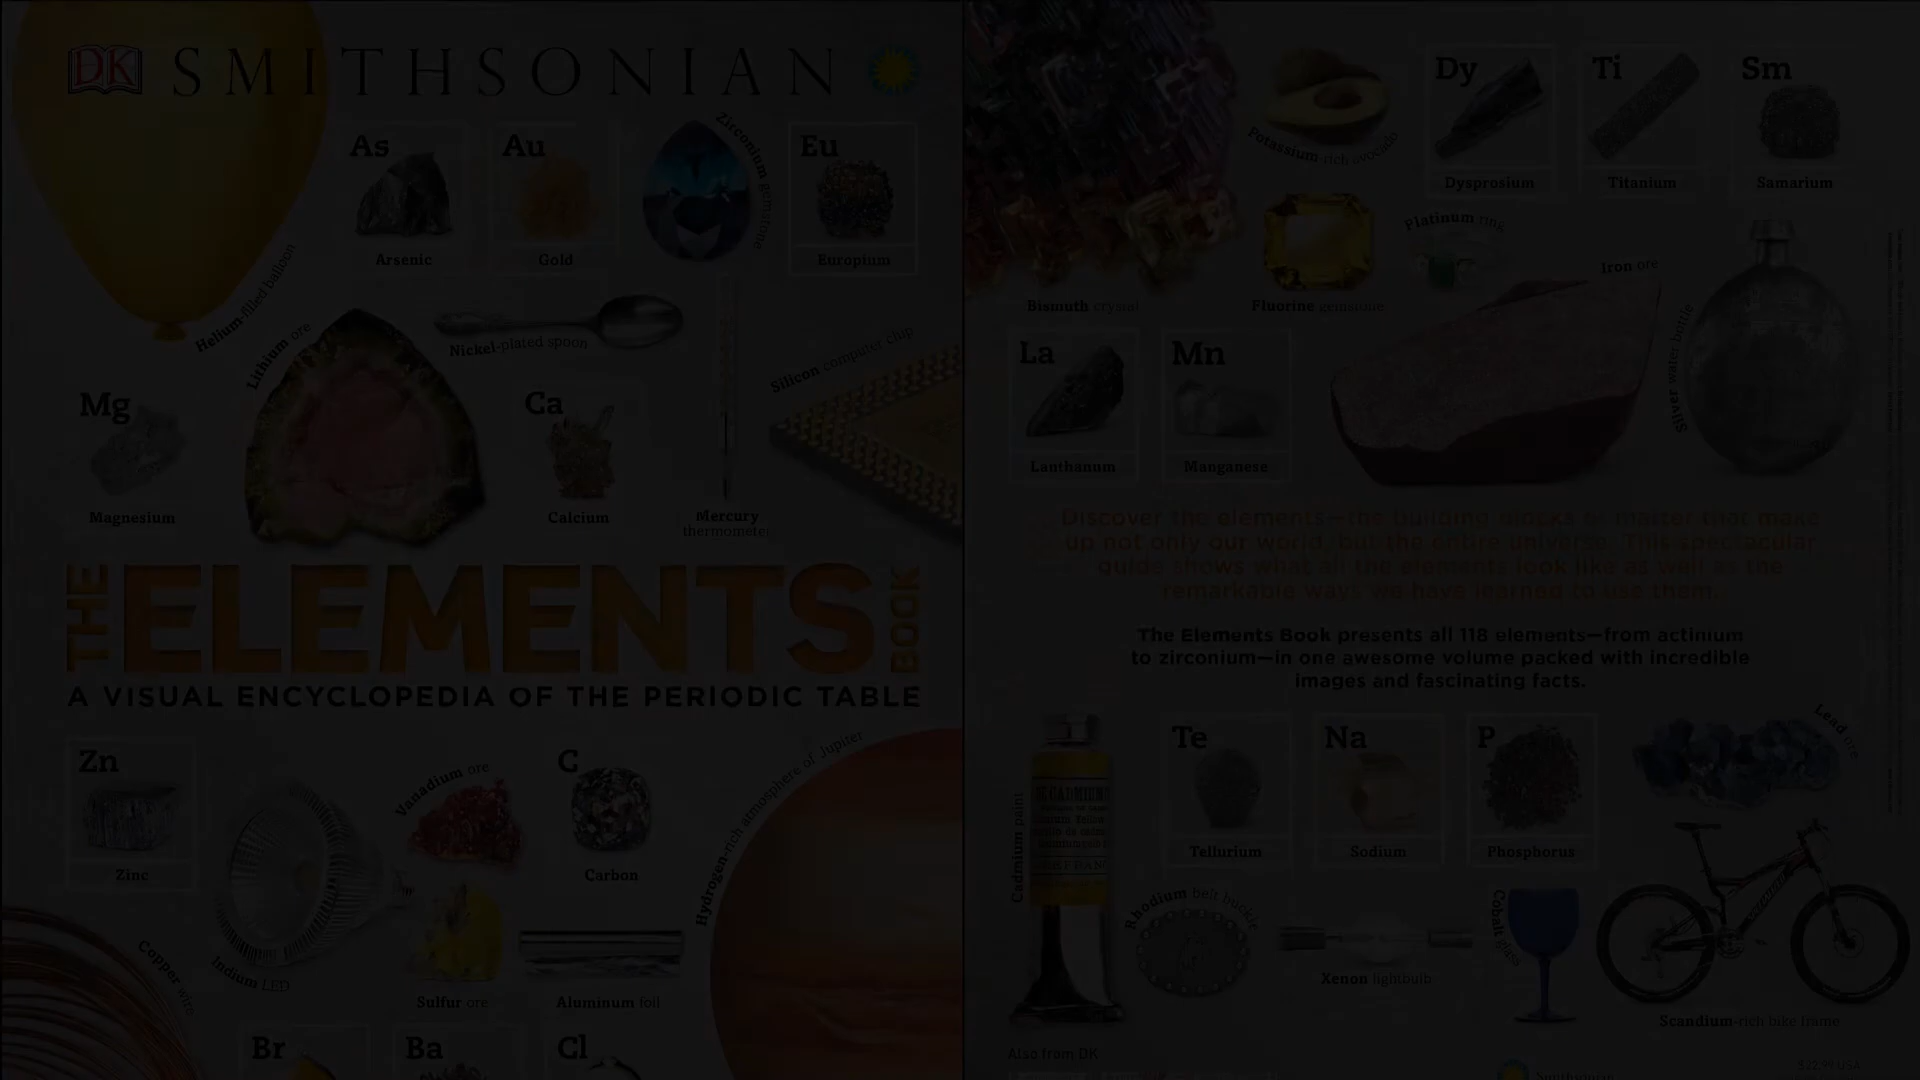 DK SMITHSONIAN
As
Arsenic
Au
Gold
Zirconium gemstone
Eu
Europium
Helium-filled balloon
Lithium ore
Nickel-plated spoon
Silicon computer chip
Mg
Magnesium
Ca
Calcium
Mercury
thermometer
THE ELEMENTS BOOK
A VISUAL ENCYCLOPEDIA OF THE PERIODIC TABLE
Zn
Zinc
Vanadium ore
C
Carbon
Hydrogen-rich atmosphere of Jupiter
Copper wire
Indium LED
Sulfur ore
Aluminum foil
Br
Ba
Cl
Potassium-rich avocado
Dy
Dysprosium
Ti
Titanium
Sm
Samarium
Bismuth crystal
Fluorine gemstone
Platinum ring
Iron ore
Silver water bottle
La
Lanthanum
Mn
Manganese
Discover the elements—the building blocks of matter that make
up not only our world, but the entire universe. This spectacular
guide shows what all the elements look like as well as the
remarkable ways we have learned to use them.
The Elements Book presents all 118 elements—from actinium
to zirconium—in one awesome volume packed with incredible
images and fascinating facts.
Cadmium paint
Te
Tellurium
Na
Sodium
P
Phosphorus
Lead ore
Rhodium belt buckle
Xenon lightbulb
Cobalt glass
Scandium-rich bike frame
Also from DK
Smithsonian
$22.99 USA